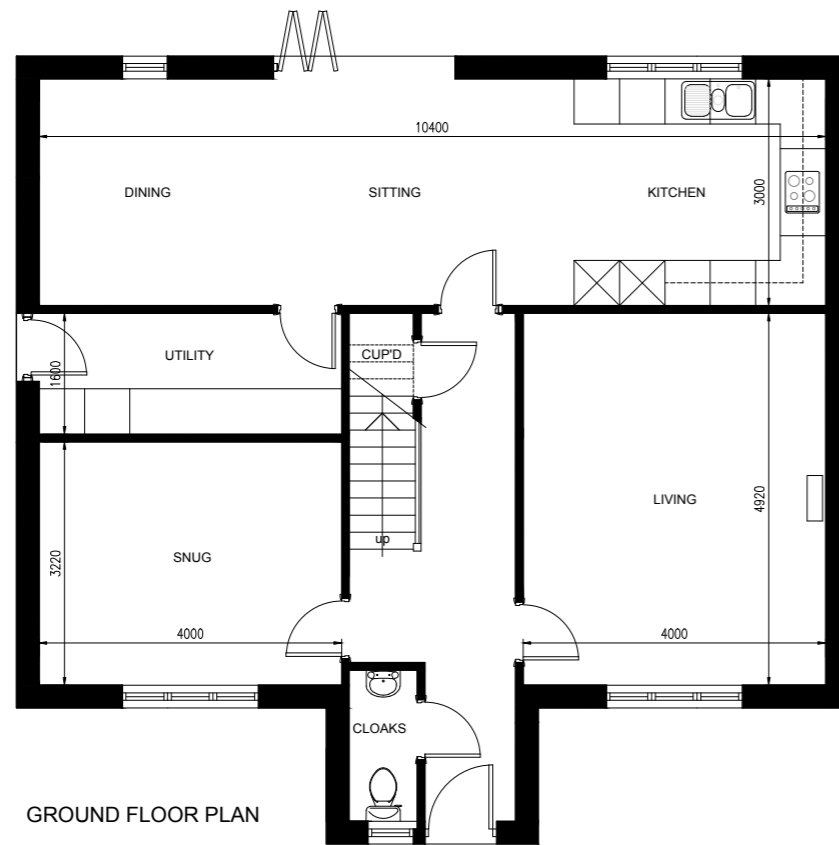 10400
DINING
SITTING
KITCHEN
3000
UTILITY
CUP'D
1600
LIVING
4920
up
SNUG
3220
4000
4000
CLOAKS
GROUND FLOOR PLAN